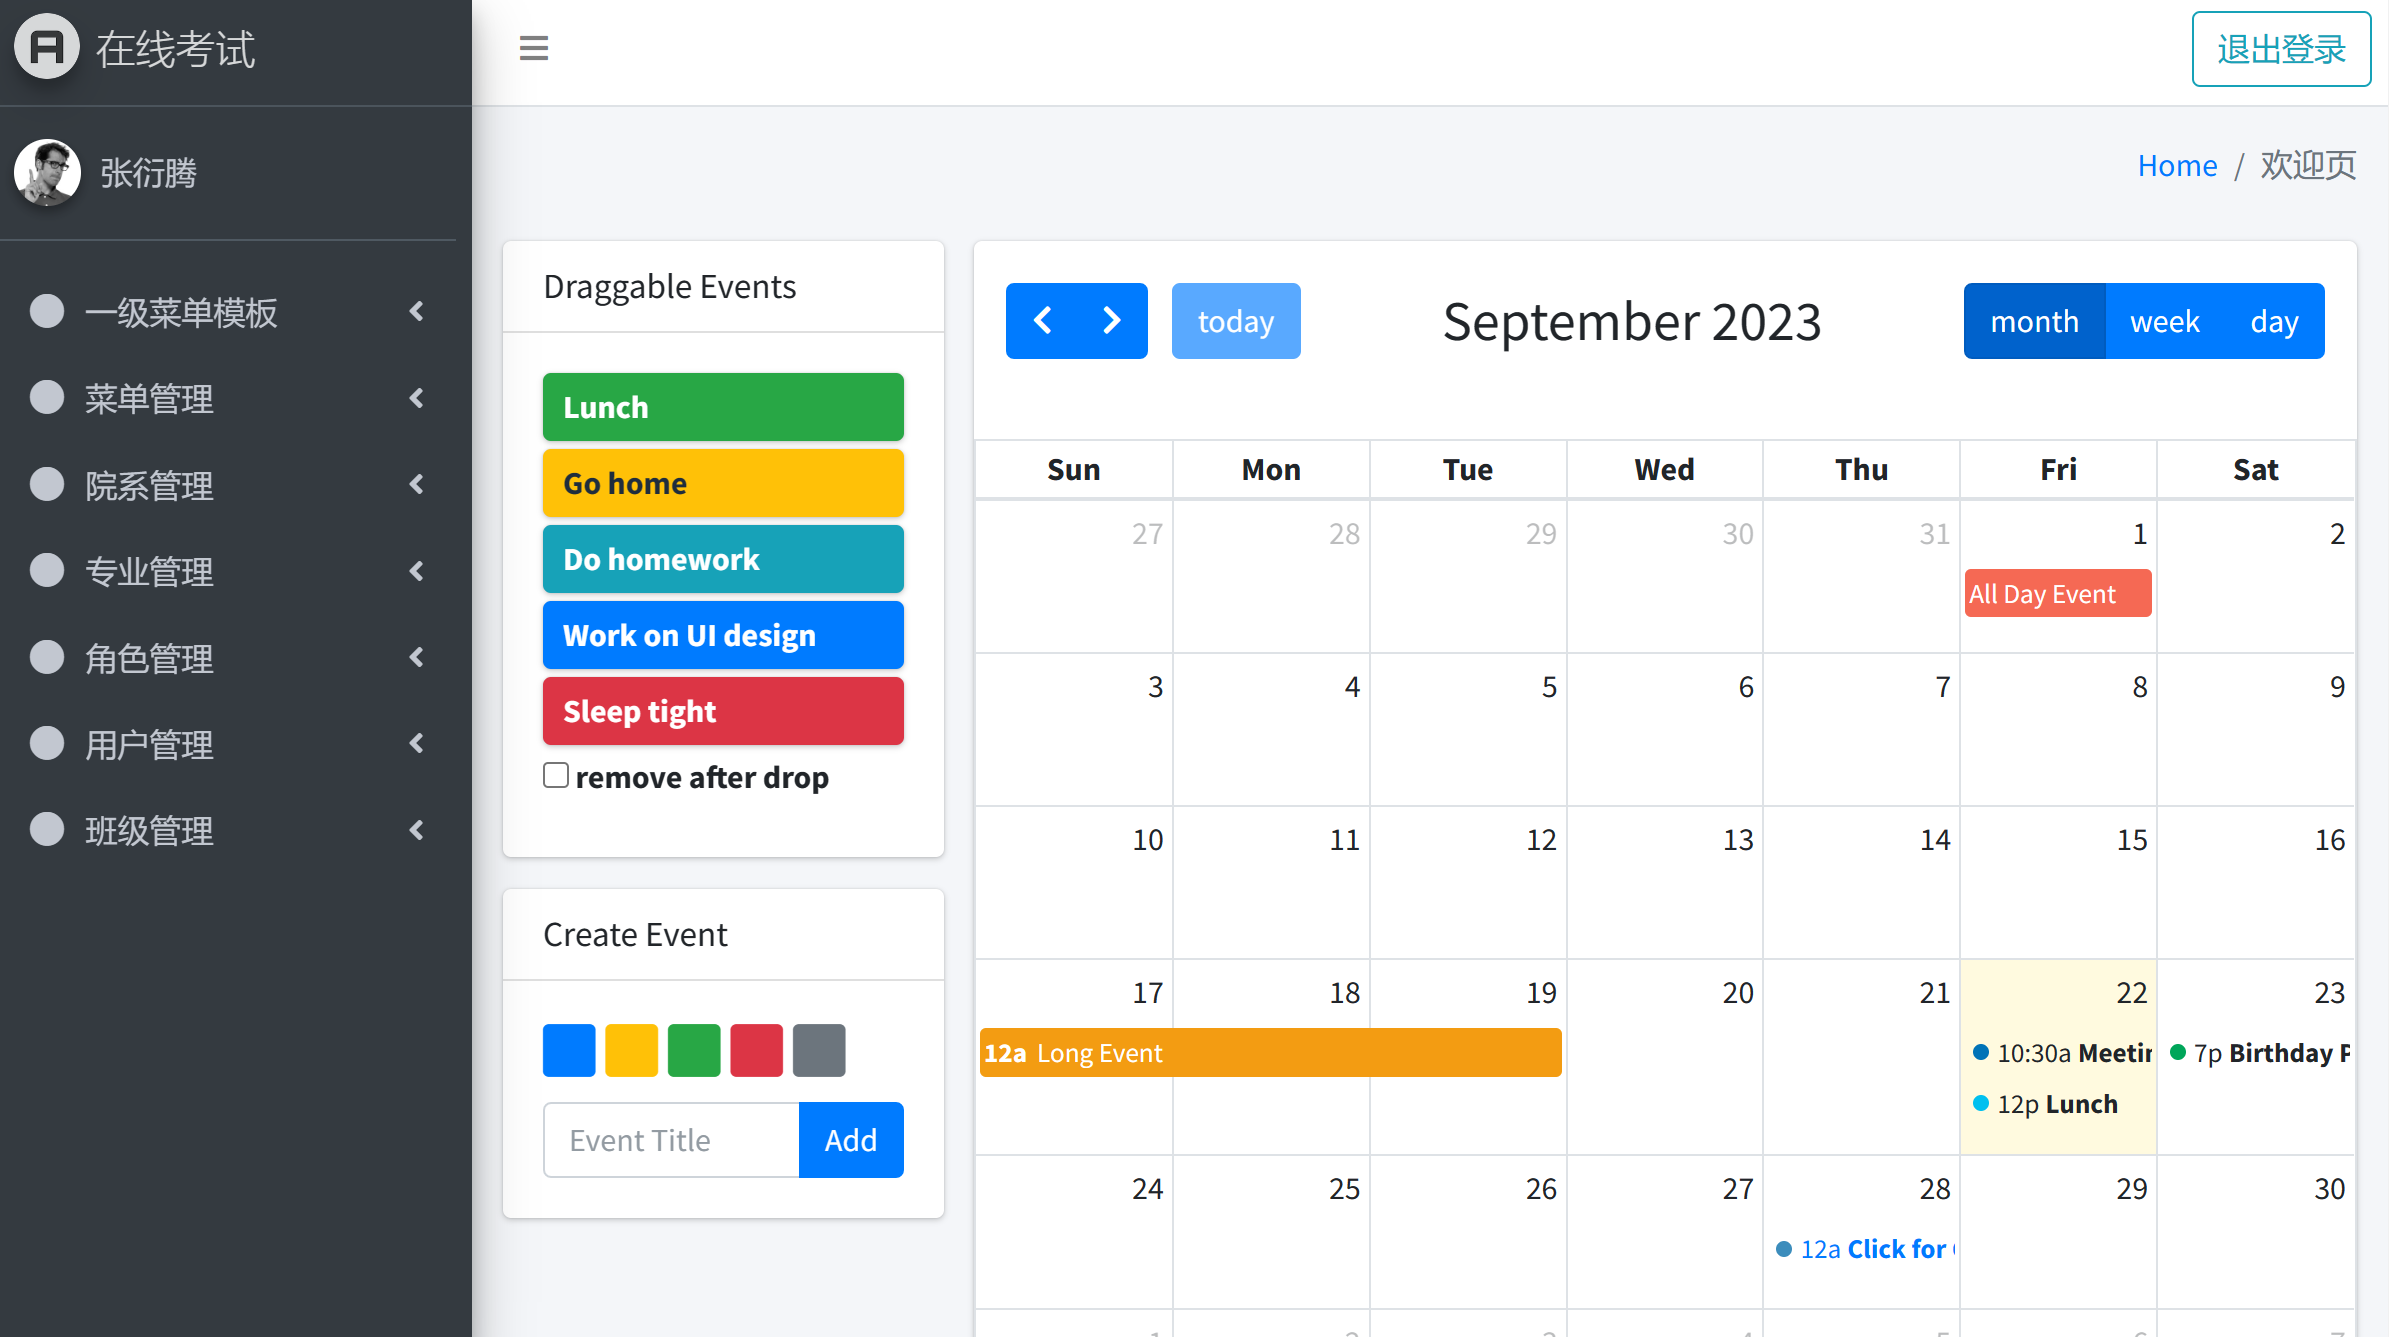 在线考试
退出登录
张衍腾
Home / 欢迎页
一级菜单模板
菜单管理
院系管理
专业管理
角色管理
用户管理
班级管理
Draggable Events
Lunch
Go home
Do homework
Work on UI design
Sleep tight
remove after drop
Create Event
Event Title
Add
today
September 2023
month week day
Sun Mon Tue Wed Thu Fri Sat
27 28 29 30 31 1 2
All Day Event
3 4 5 6 7 8 9
10 11 12 13 14 15 16
17 18 19 20 21 22 23
12a Long Event
10:30a Meetin
7p Birthday P
12p Lunch
24 25 26 27 28 29 30
12a Click for